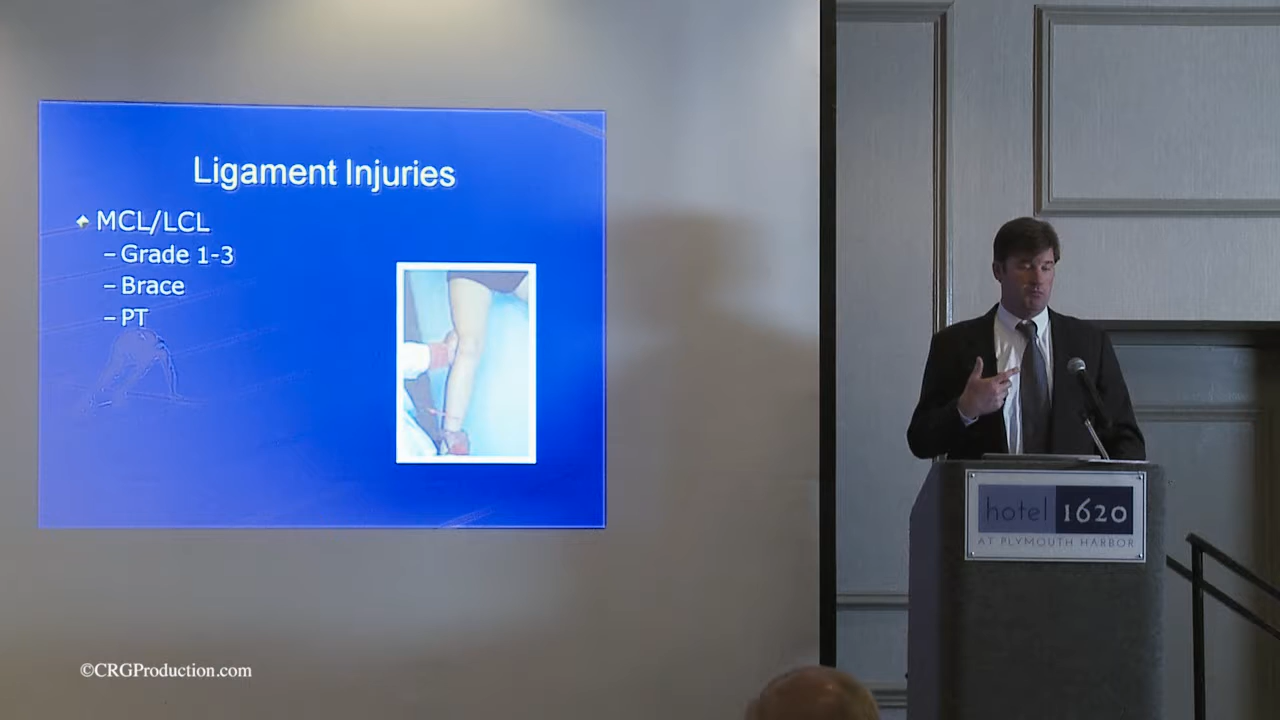 Ligament Injuries
MCL/LCL
– Grade 1-3
– Brace
– PT
hotel 1620
AT PLYMOUTH HARBOR
©CRGProduction.com